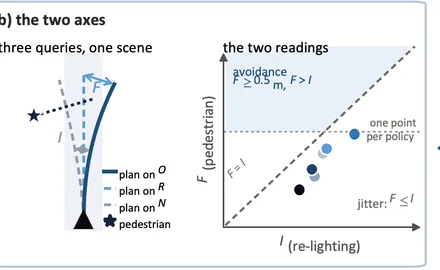 b) the two axes
three queries, one scene
F
I
plan on O
plan on R
plan on N
pedestrian
the two readings
avoidance
F ≥ 0.5 m, F > I
one point
per policy
F = I
jitter: F ≤ I
F (pedestrian)
I (re-lighting)